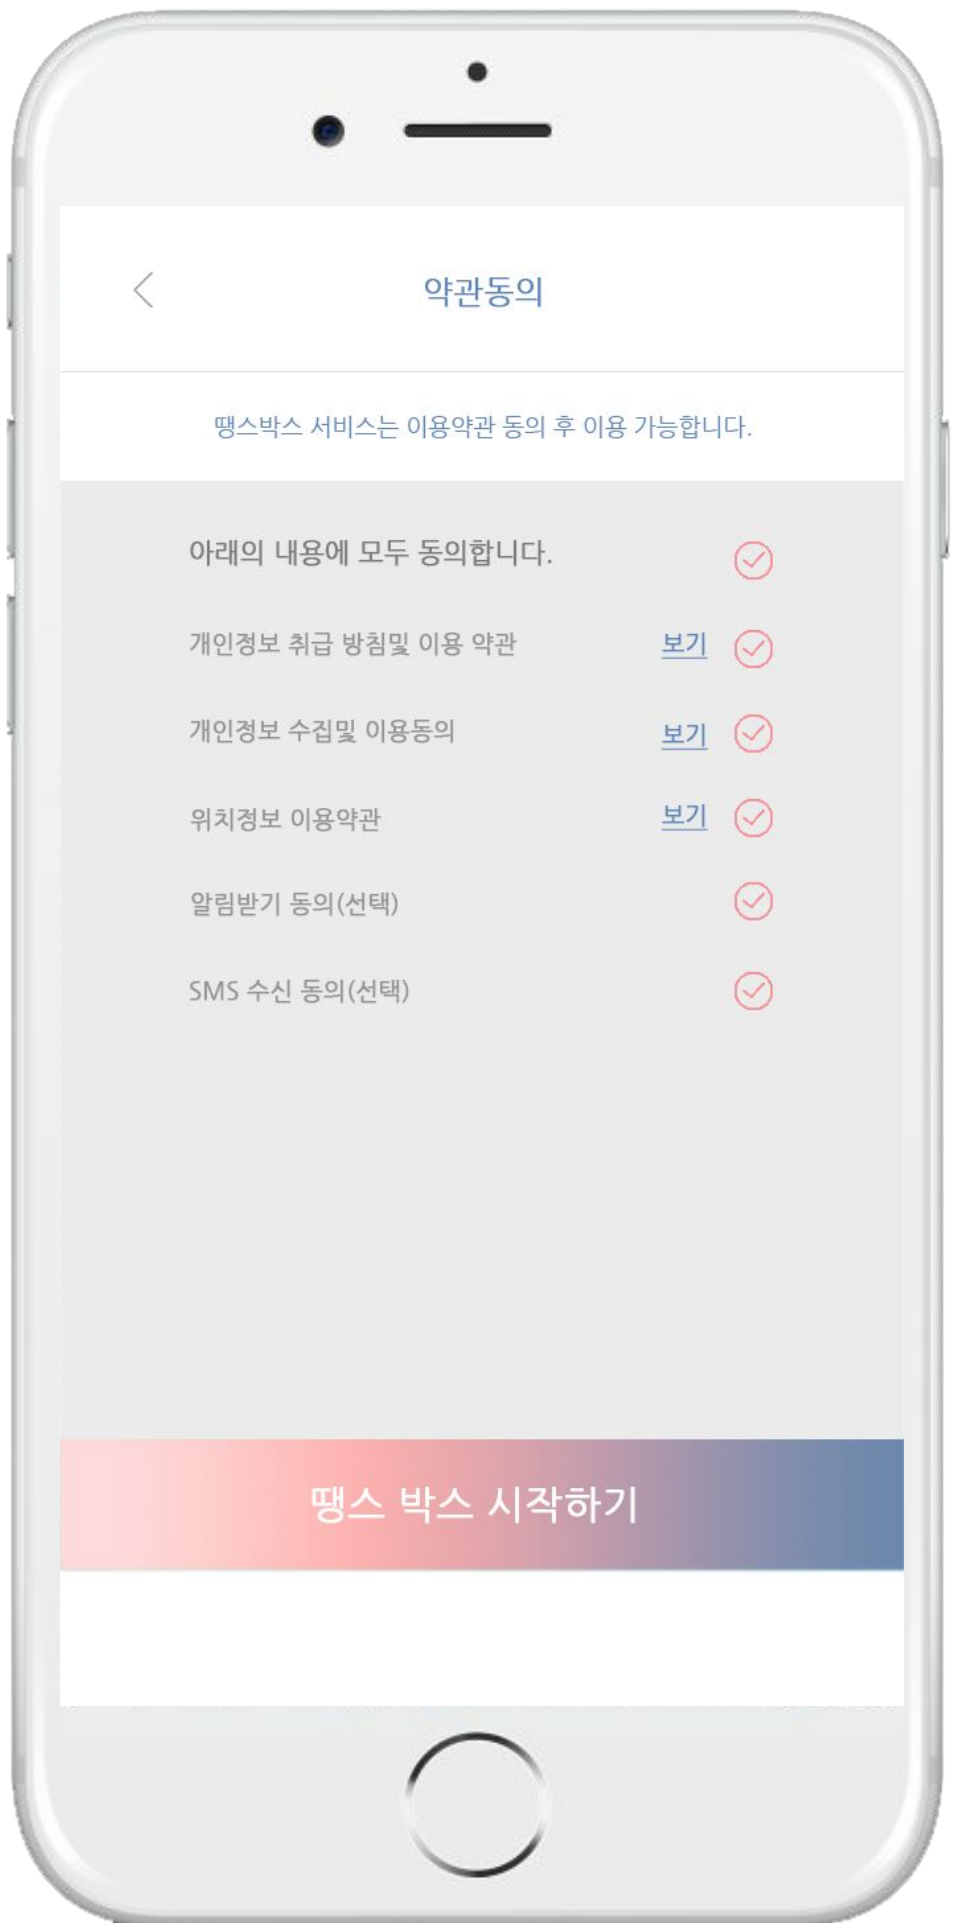 약관동의
땡스박스 서비스는 이용약관 동의 후 이용 가능합니다.
아래의 내용에 모두 동의합니다.
개인정보 취급 방침및 이용 약관 보기
개인정보 수집및 이용동의 보기
위치정보 이용약관 보기
알림받기 동의(선택)
SMS 수신 동의(선택)
땡스 박스 시작하기